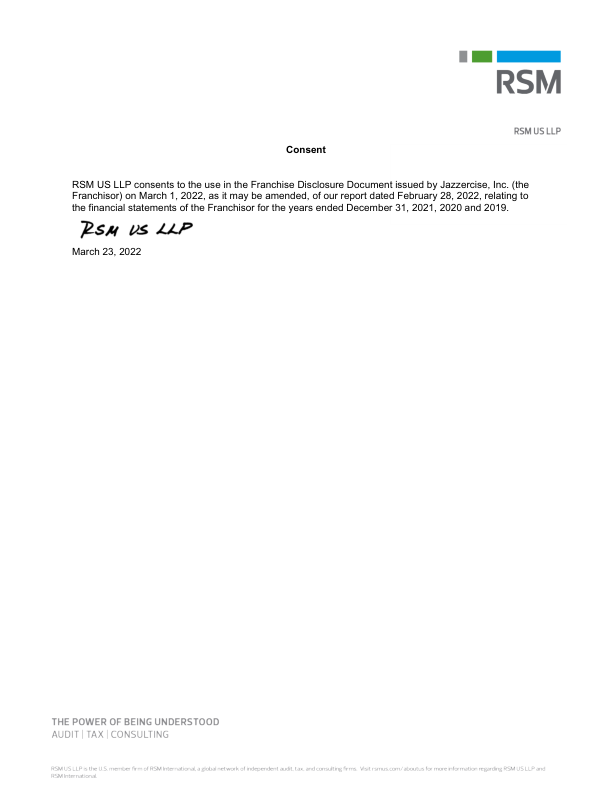 RSM
RSM US LLP
Consent
RSM US LLP consents to the use in the Franchise Disclosure Document issued by Jazzercise, Inc. (the
Franchisor) on March 1, 2022, as it may be amended, of our report dated February 28, 2022, relating to
the financial statements of the Franchisor for the years ended December 31, 2021, 2020 and 2019.
RSM US LLP
March 23, 2022
THE POWER OF BEING UNDERSTOOD
AUDIT | TAX | CONSULTING
RSM US LLP is the U.S. member firm of RSM International, a global network of independent audit, tax, and consulting firms. Visit rsmus.com/aboutus for more information regarding RSM US LLP and
RSM International.